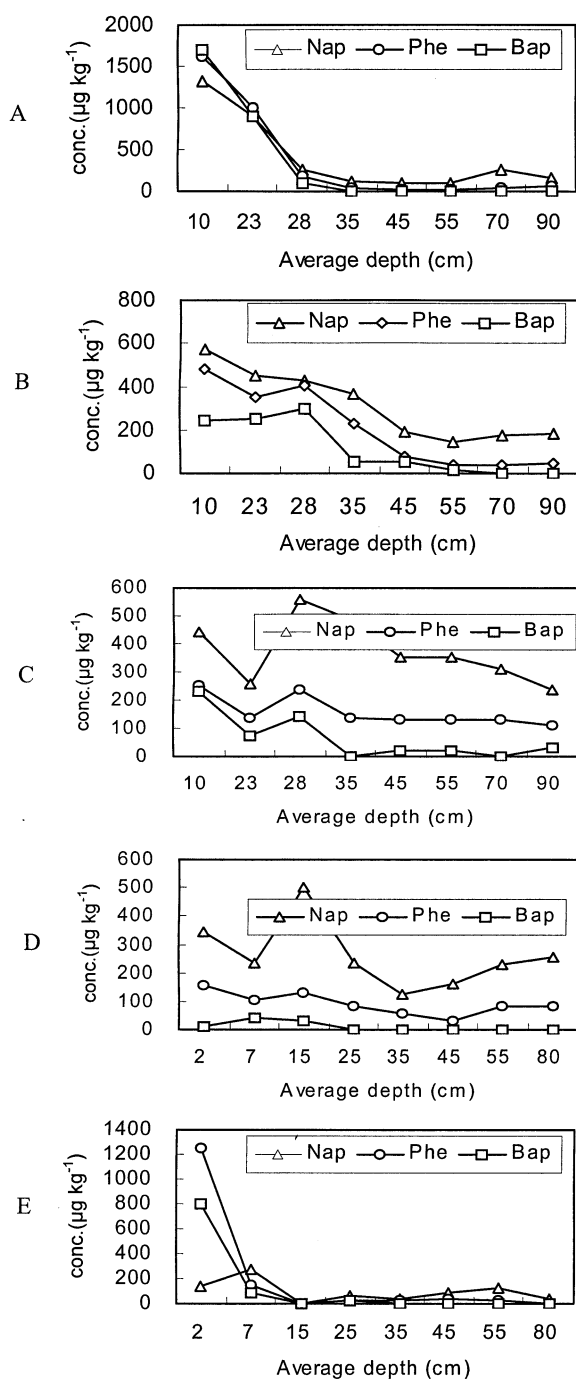 A
conc.(µg kg-1)
2000
1500
1000
500
0
Nap Phe Bap
10 23 28 35 45 55 70 90
Average depth (cm)
B
conc.(µg kg-1)
800
600
400
200
0
Nap Phe Bap
10 23 28 35 45 55 70 90
Average depth (cm)
C
conc.(µg kg-1)
600
500
400
300
200
100
0
Nap Phe Bap
10 23 28 35 45 55 70 90
Average depth (cm)
D
conc.(µg kg-1)
600
500
400
300
200
100
0
Nap Phe Bap
2 7 15 25 35 45 55 80
Average depth (cm)
E
conc.(µg kg-1)
1400
1200
1000
800
600
400
200
0
Nap Phe Bap
2 7 15 25 35 45 55 80
Average depth (cm)